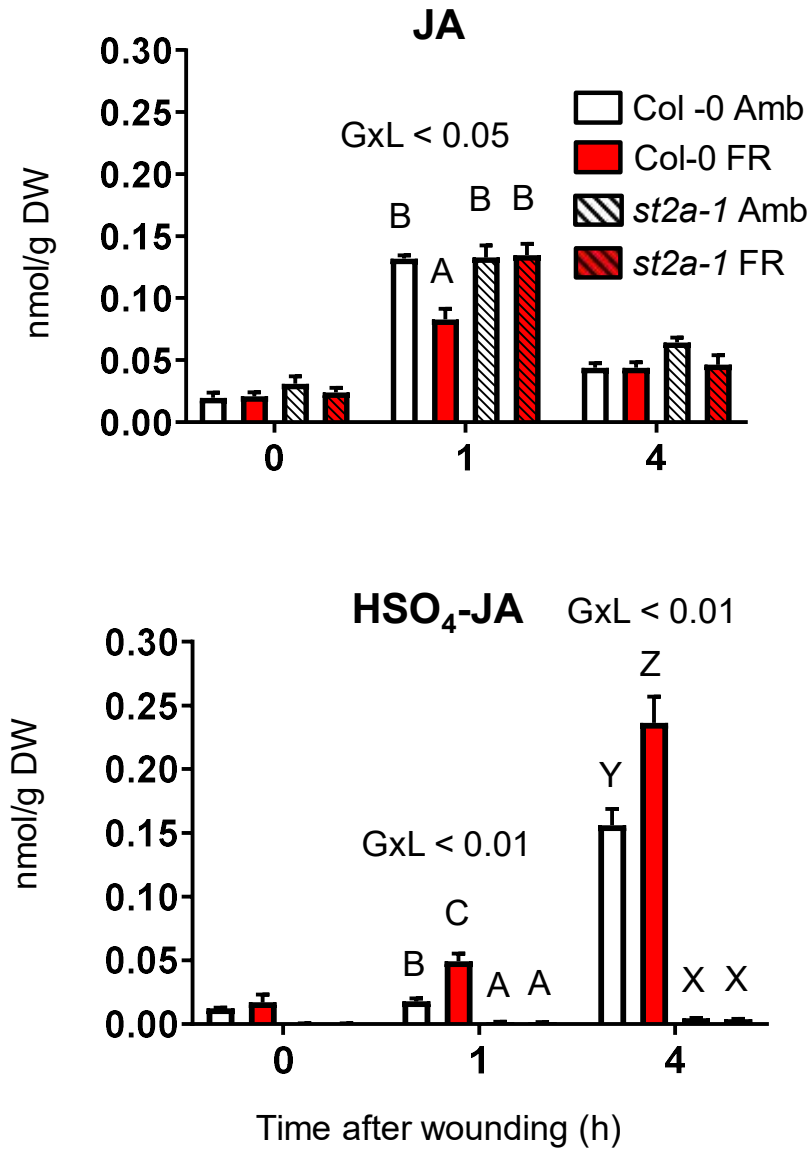 JA
0.30
0.25
0.20
0.15
0.10
0.05
0.00
nmol/g DW
GxL < 0.05
B
A
B
B
Col -0 Amb
Col-0 FR
st2a-1 Amb
st2a-1 FR
0 1 4
HSO4-JA
GxL < 0.01
0.30
0.25
0.20
0.15
0.10
0.05
0.00
nmol/g DW
GxL < 0.01
B
C
A
A
Y
Z
X
X
0 1 4
Time after wounding (h)